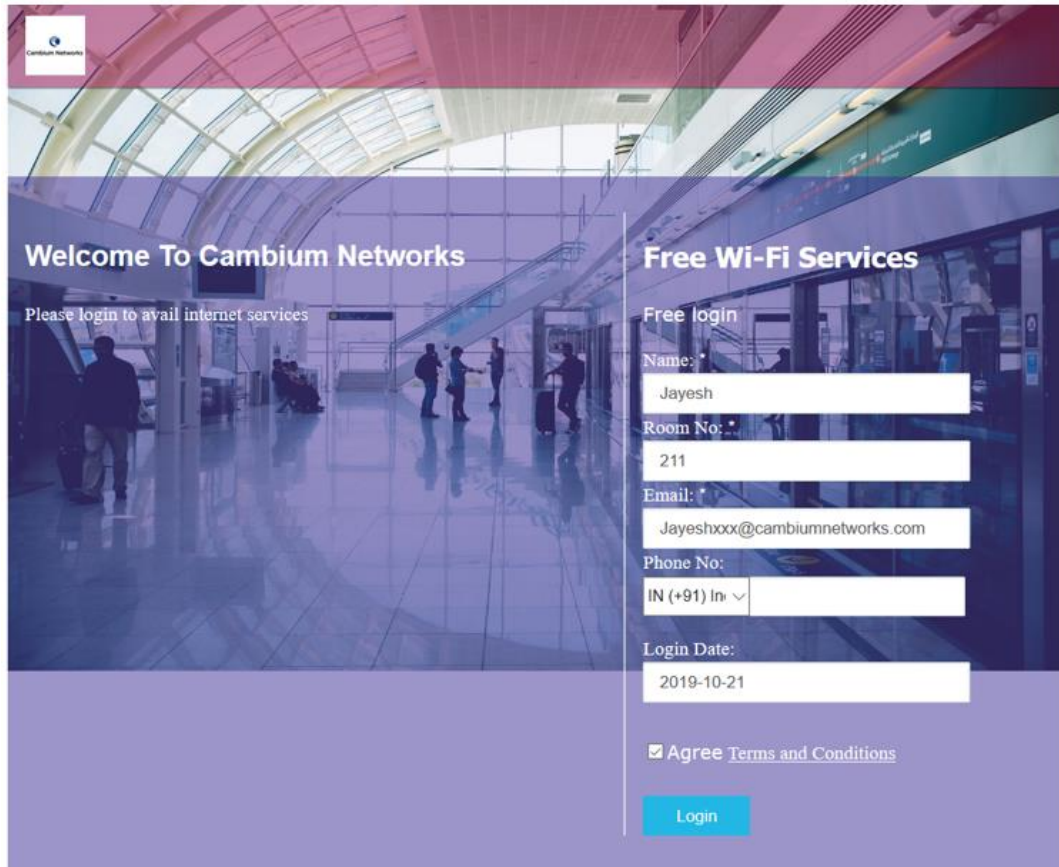 Cambium Networks
Welcome To Cambium Networks
Please login to avail internet services
Free Wi-Fi Services
Free login
Name: *
Jayesh
Room No: *
211
Email: *
Jayeshxxx@cambiumnetworks.com
Phone No:
IN (+91) In
Login Date:
2019-10-21
Agree Terms and Conditions
Login